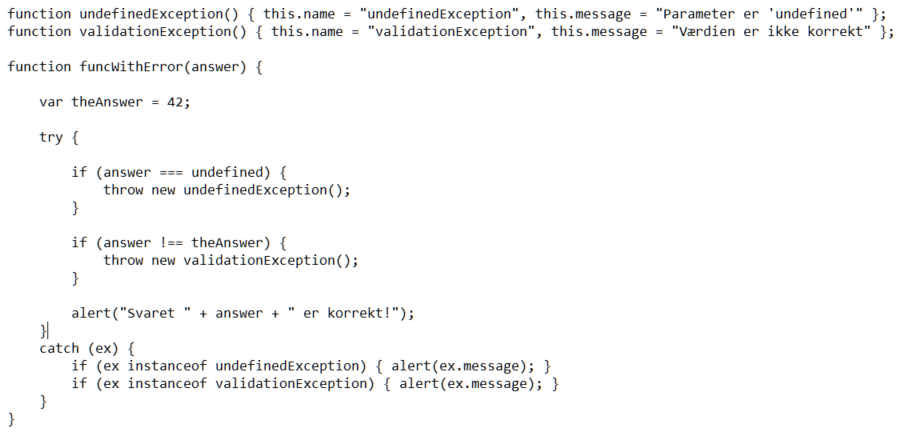 function undefinedException() { this.name = "undefinedException", this.message = "Parameter er 'undefined'" };
function validationException() { this.name = "validationException", this.message = "Værdien er ikke korrekt" };
function funcWithError(answer) {
var theAnswer = 42;
try {
if (answer === undefined) {
throw new undefinedException();
}
if (answer !== theAnswer) {
throw new validationException();
}
alert("Svaret " + answer + " er korrekt!");
}
catch (ex) {
if (ex instanceof undefinedException) { alert(ex.message); }
if (ex instanceof validationException) { alert(ex.message); }
}
}